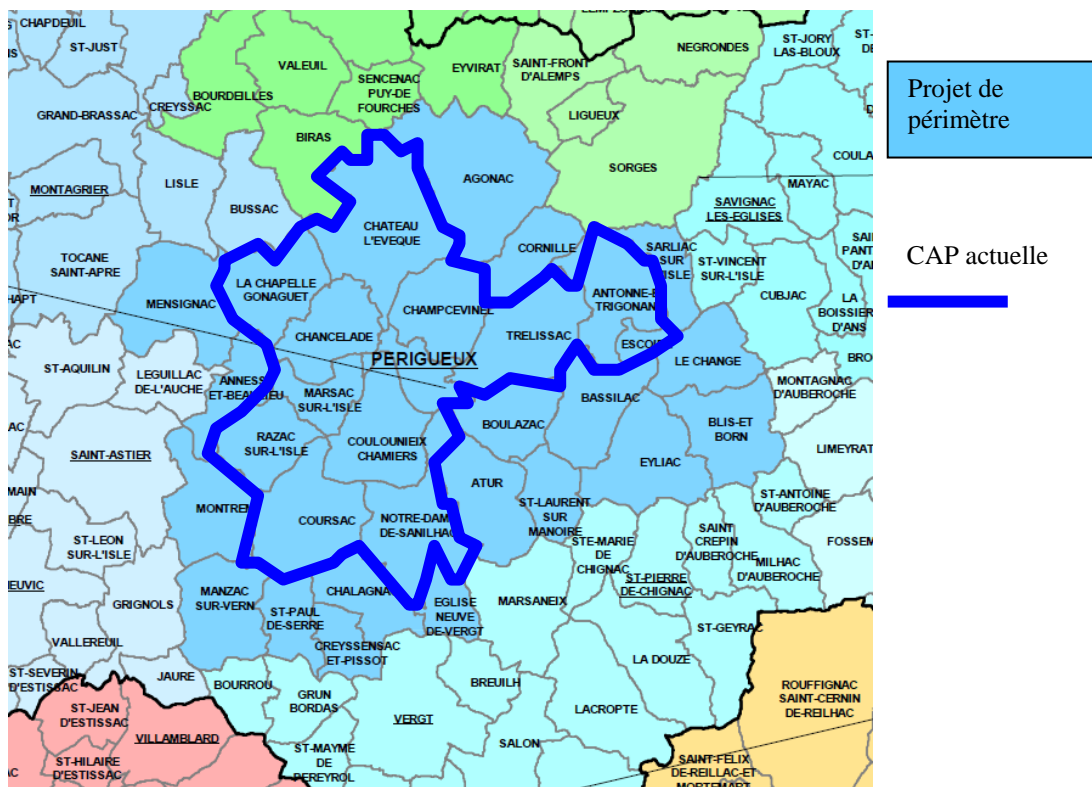 CHAPDEUIL
ST-JUST
VALEUIL
EYVIRAT
SAINT-FRONT
D'ALEMPS
NEGRONDES
ST-JORY
LAS-BLOUX
ST-
BOURDEILLES
SENCENAC
PUY-DE
FOURCHES
CREYSSAC
GRAND-BRASSAC
BIRAS
LIGUEUX
SORGES
COULA
MAYAC
MONTAGRIER
LISLE
BUSSAC
AGONAC
SAVIGNAC
LES-EGLISES
CHATEAU
L'EVEQUE
CORNILLE
SARLIAC
SUR
L'ISLE
ST-VINCENT
SUR-L'ISLE
CUBJAC
TOCANE
SAINT-APRE
MENSIGNAC
LA CHAPELLE
GONAGUET
CHAMPCEVINEL
ANTONNE-E
TRIGONAN
LA
BOISSIER
D'ANS
CHANCELADE
TRELISSAC
ESCOI
LE CHANGE
BRO
PERIGUEUX
ST-AQUILIN
LEGUILLAC
DE-L'AUCHE
ANNESS
ET-BEAU
IEU
MARSAC
SUR-L'ISLE
BASSILAC
MONTAGNAC
D'AUBEROCHE
RAZAC
SUR-L'ISLE
COULOUNIEIX
CHAMIERS
BOULAZAC
BLIS-ET
BORN
LIMEYRAT
SAINT-ASTIER
EYLIAC
MONTREM
COURSAC
NOTRE-DAM
DE-SANILHAC
ATUR
ST-LAURENT
SUR
MANOIRE
ST-ANTOINE
D'AUBEROCHE
ST-LEON
SUR-L'ISLE
STE-MARIE
DE
CHIGNAC
SAINT
CREPIN
D'AUBEROCHE
MILHAC
D'AUBEROCHE
FOSSEM
ST-PIERRE
DE-CHIGNAC
NEUVIC
GRIGNOLS
MANZAC
SUR-VERN
ST-PAUL
DE-SERRE
CHALAGNA
EGLISE
NEUVE
DE-VERGT
MARSANEIX
VALLEREUIL
CREYSSENSAC
ET-PISSOT
ST-GEYRAC
LA DOUZE
ST-SEVERIN
D'ESTISSAC
JAURE
BOURROU
GRUN
BORDAS
BREUILH
ROUFFIGNAC
SAINT-CERNIN
DE-REILHAC
ST-JEAN
D'ESTISSAC
VILLAMBLARD
VERGT
LACROPTE
ST-HILAIRE
D'ESTISSAC
ST-MAYME
DE
PEREYROL
SALON
SAINT-FELIX
DE-REILLAC-ET
MORTEMART
Projet de
périmètre
CAP actuelle